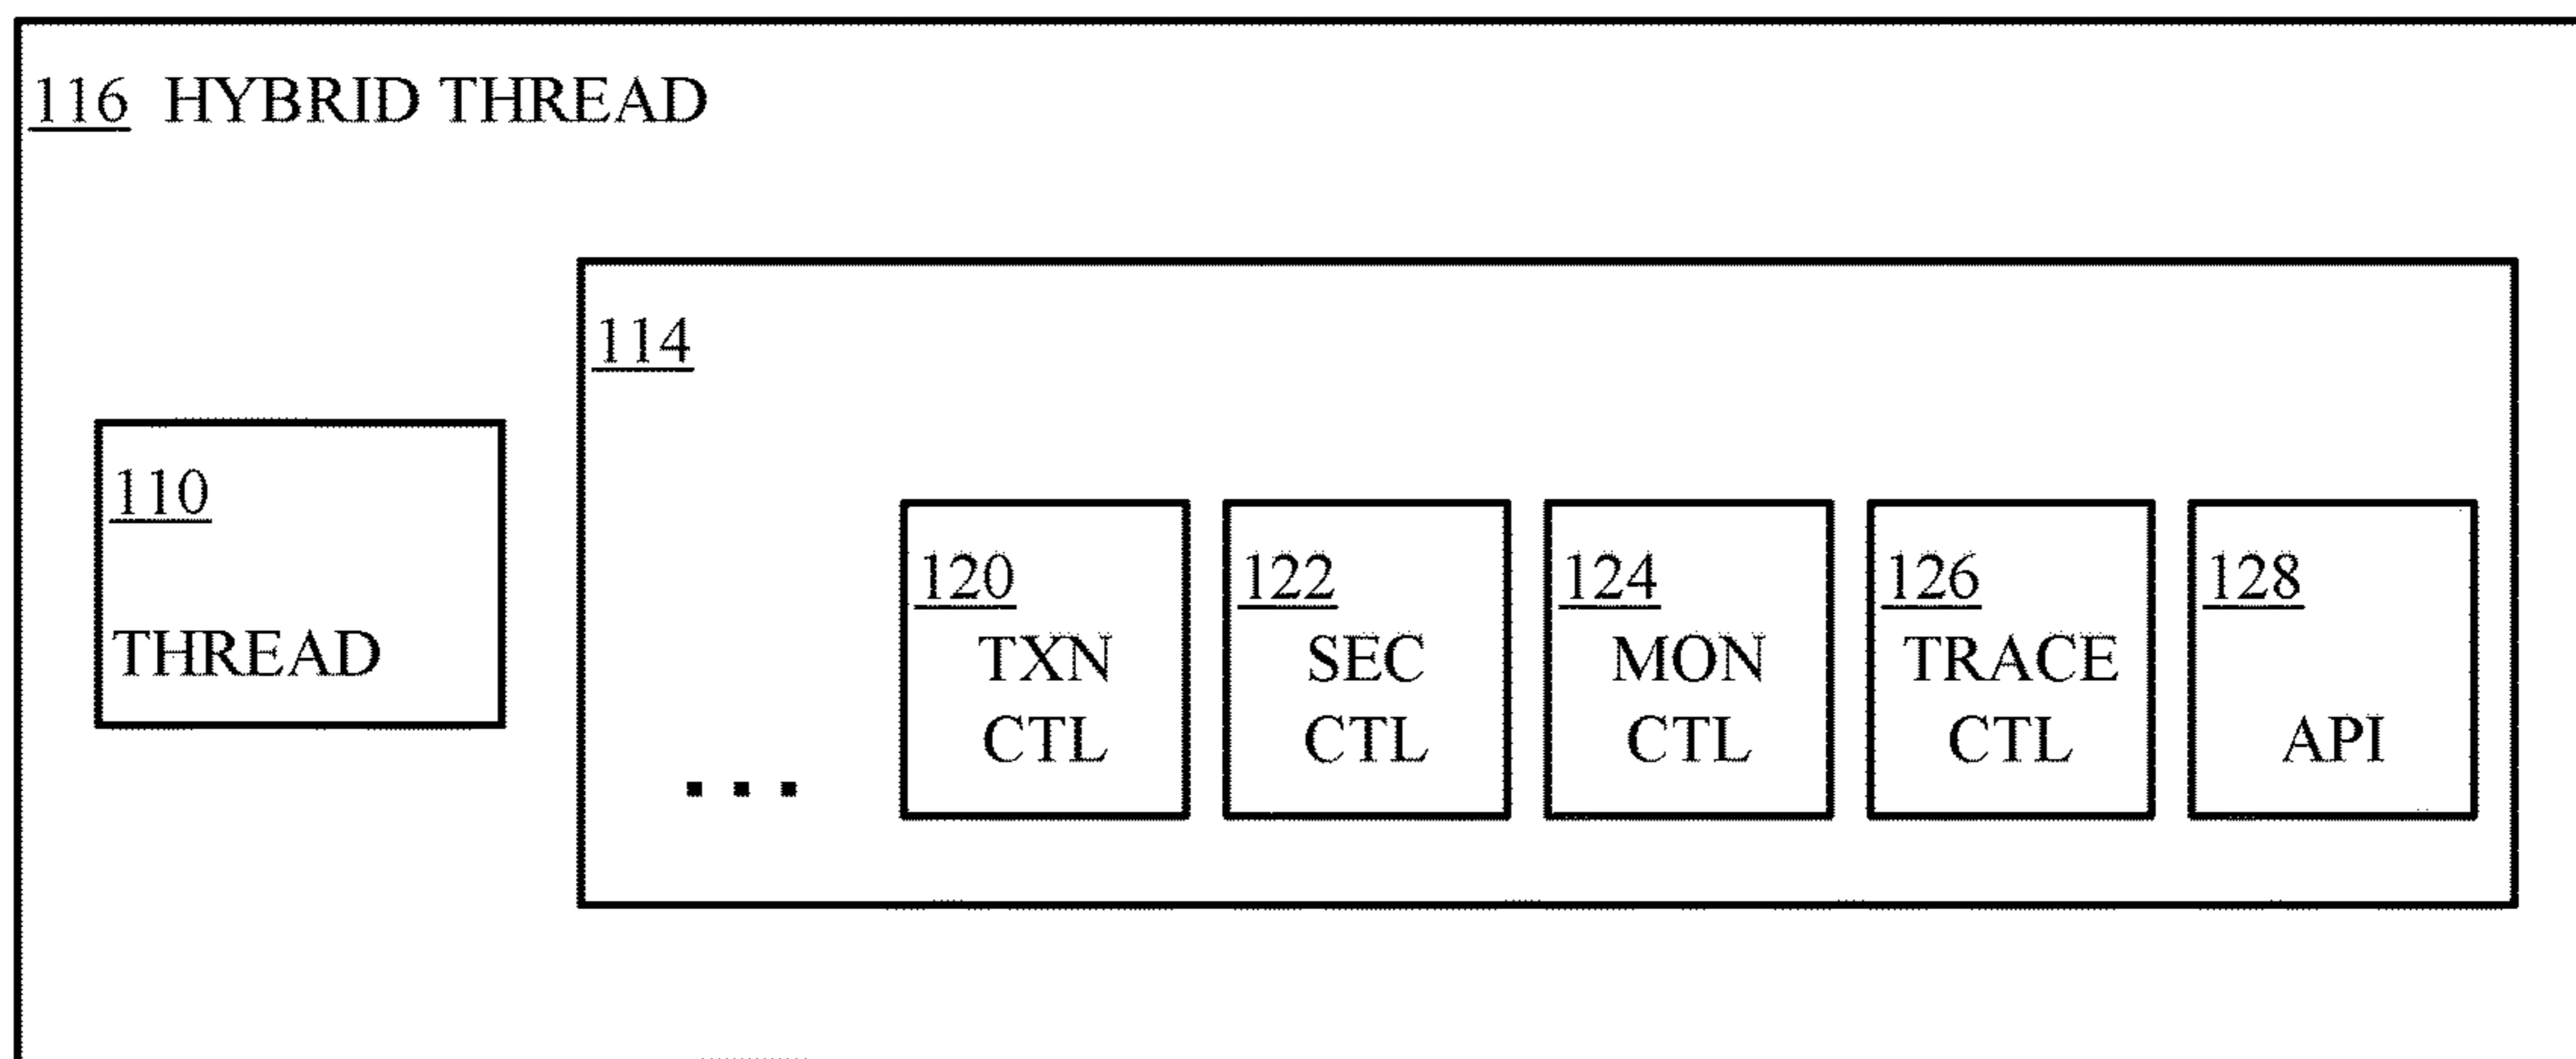 116 HYBRID THREAD
114
110
THREAD
...
120
TXN
CTL
122
SEC
CTL
124
MON
CTL
126
TRACE
CTL
128
API